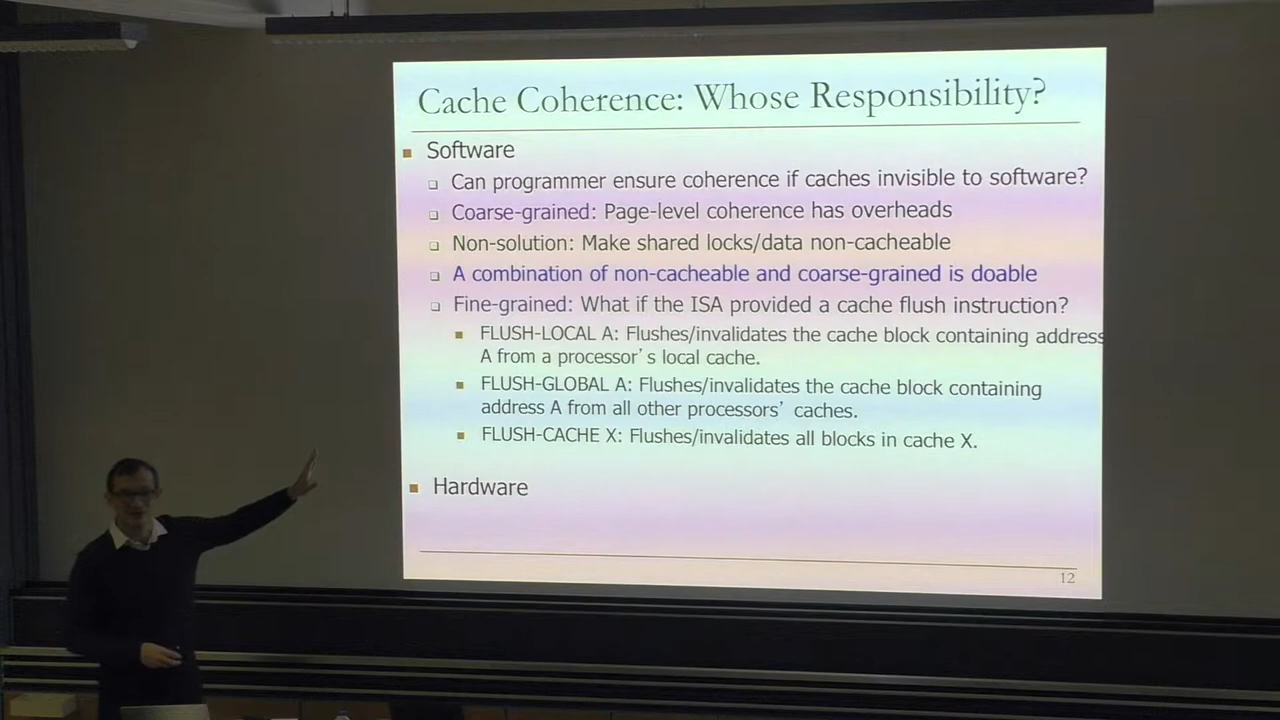 Cache Coherence: Whose Responsibility?
Software
Can programmer ensure coherence if caches invisible to software?
Coarse-grained: Page-level coherence has overheads
Non-solution: Make shared locks/data non-cacheable
A combination of non-cacheable and coarse-grained is doable
Fine-grained: What if the ISA provided a cache flush instruction?
FLUSH-LOCAL A: Flushes/invalidates the cache block containing address
A from a processor’s local cache.
FLUSH-GLOBAL A: Flushes/invalidates the cache block containing
address A from all other processors’ caches.
FLUSH-CACHE X: Flushes/invalidates all blocks in cache X.
Hardware
12